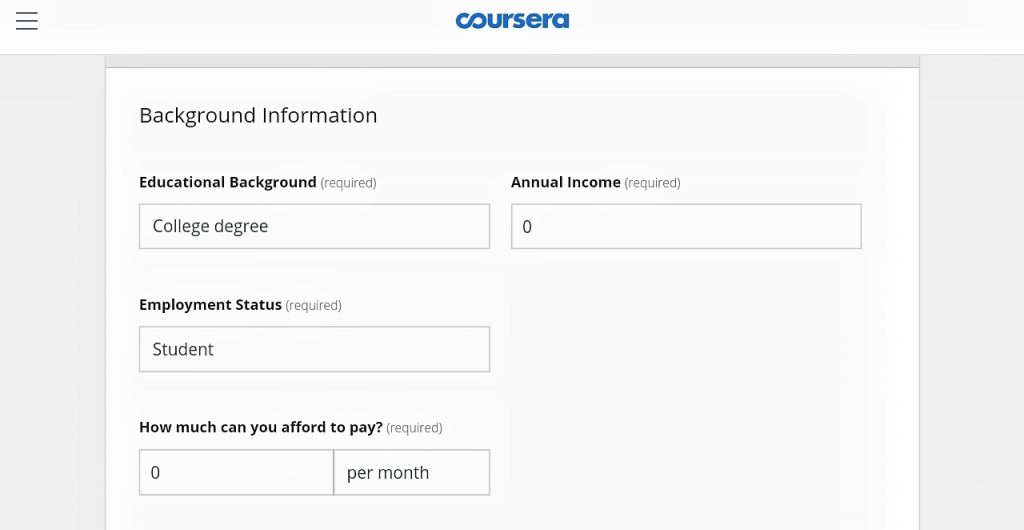 coursera
Background Information
Educational Background (required)
College degree
Annual Income (required)
0
Employment Status (required)
Student
How much can you afford to pay? (required)
0
per month